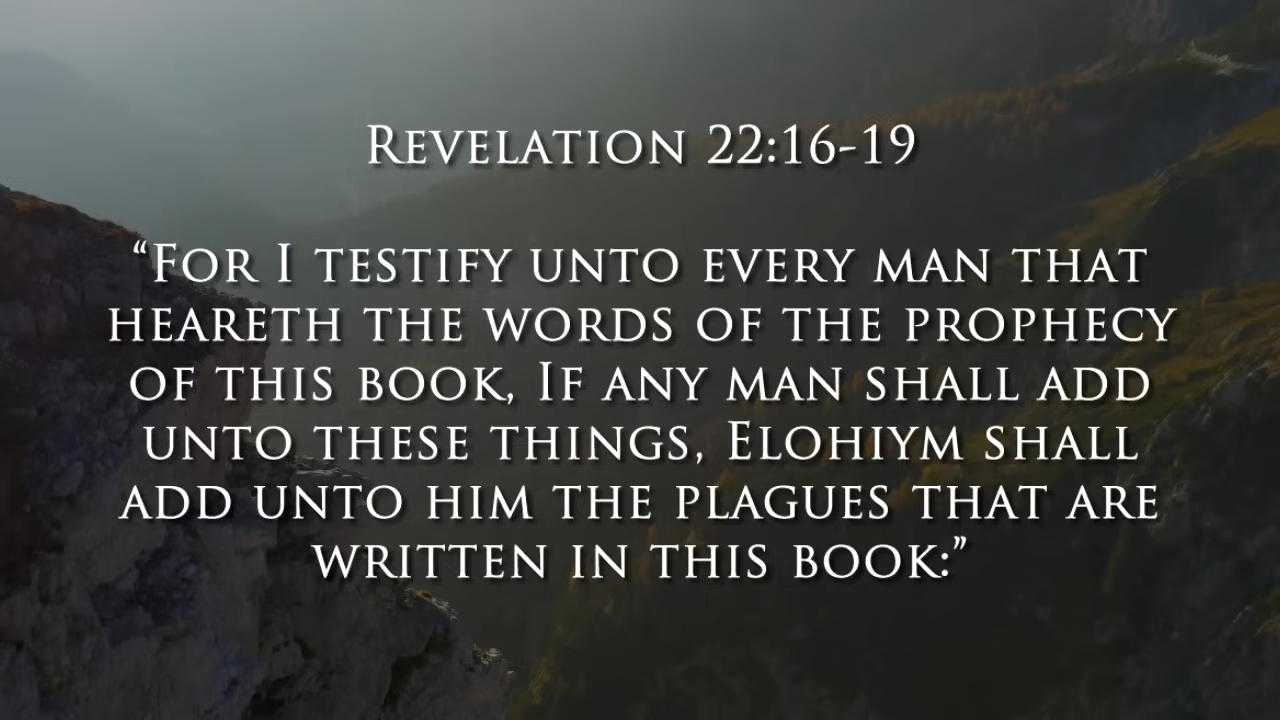 Revelation 22:16-19
“For I testify unto every man that
heareth the words of the prophecy
of this book, If any man shall add
unto these things, Elohiym shall
add unto him the plagues that are
written in this book:”